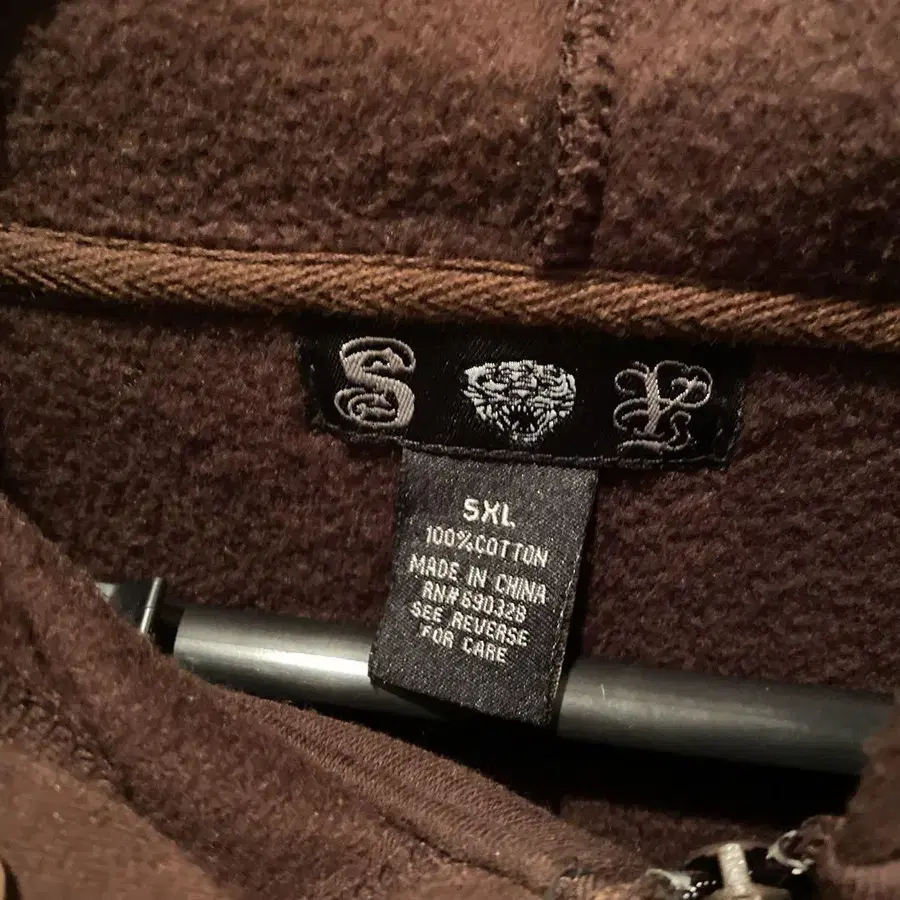 S
5XL
100%COTTON
MADE IN CHINA
RN#690328
SEE REVERSE
FOR CARE